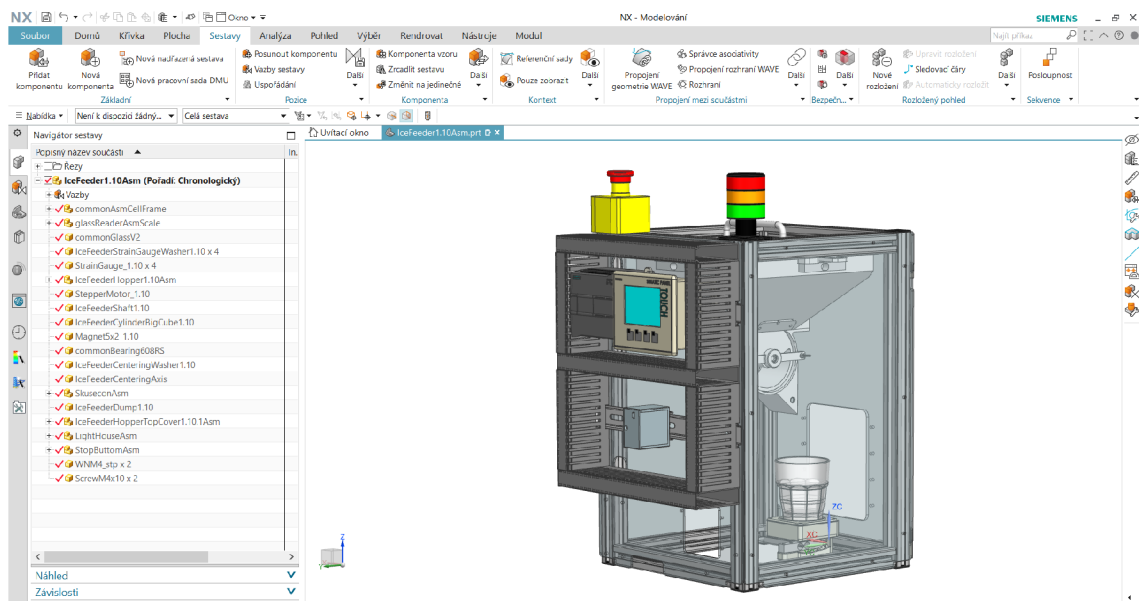 NX Okno NX - Modelování SIEMENS
Soubor Domů Křivka Plocha Sestavy Analýza Pohled Výběr Rendrovat Nástroje Modul Najít příkaz
Přidat komponentu
Nová komponenta
Nová nadřazená sestava
Nová pracovní sada DMU
Základní
Posunout komponentu
Vazby sestavy
Uspořádání
Další
Pozice
Komponenta vzoru
Zrcadlit sestavu
Změnit na jedinečné
Další
Komponenta
Referenční sady
Pouze zobrazit
Další
Kontext
Propojení geometrie WAVE
Správce asociativity
Propojení rozhraní WAVE
Rozhraní
Další
Propojení mezi součástmi
Další
Bezpečn...
Nové rozložení
Upravit rozložení
Sledovací čáry
Automaticky rozložit
Další
Rozložený pohled
Posloupnost
Sekvence
Nabídka Není k dispozici žádný... Celá sestava
Navigátor sestavy
Uvítací okno IceFeeder1.10Asm.prt
Popisný název součásti In.
Řezy
IceFeeder1.10Asm (Pořadí: Chronologický)
Vazby
commonAsmCellFrame
glassReaderAsmScale
commonGlassV2
IceFeederStrainGaugeWasher1.10 x 4
StrainGauge_1.10 x 4
IceFeederHopper1.10Asm
StepperMotor_1.10
IceFeederShaft1.10
IceFeederCylinderBigCube1.10
Magnet5x2_1.10
commonBearing608RS
IceFeederCenteringWasher1.10
IceFeederCenteringAxis
IceFeederDump1.10
IceFeederHopperTopCover1.10.1Asm
LightHouseAsm
StopButtomAsm
WNM4_stp x 2
ScrewM4x10 x 2
TOUCH
ZC
XC
Z
Y
Náhled
Závislosti